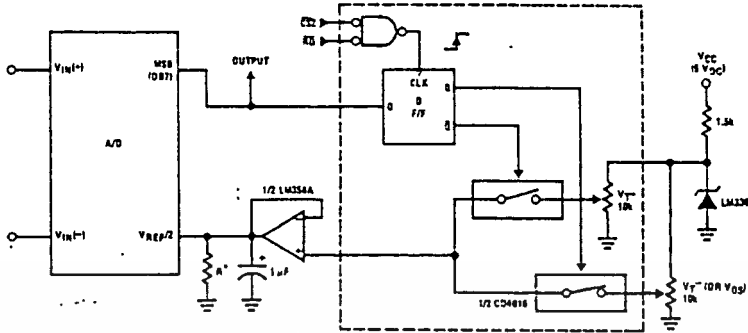 CS2
RD
VIN(+)
MSB
(DB7)
OUTPUT
CLK
D
F/F
Q
VCC
(5 VDC)
1.5k
A/D
1/2 LM358A
VREF/2
VIN(-)
R*
1 µF
VT-
10k
LM336
1/2 CD4016
VT- (OR VOS)
10k